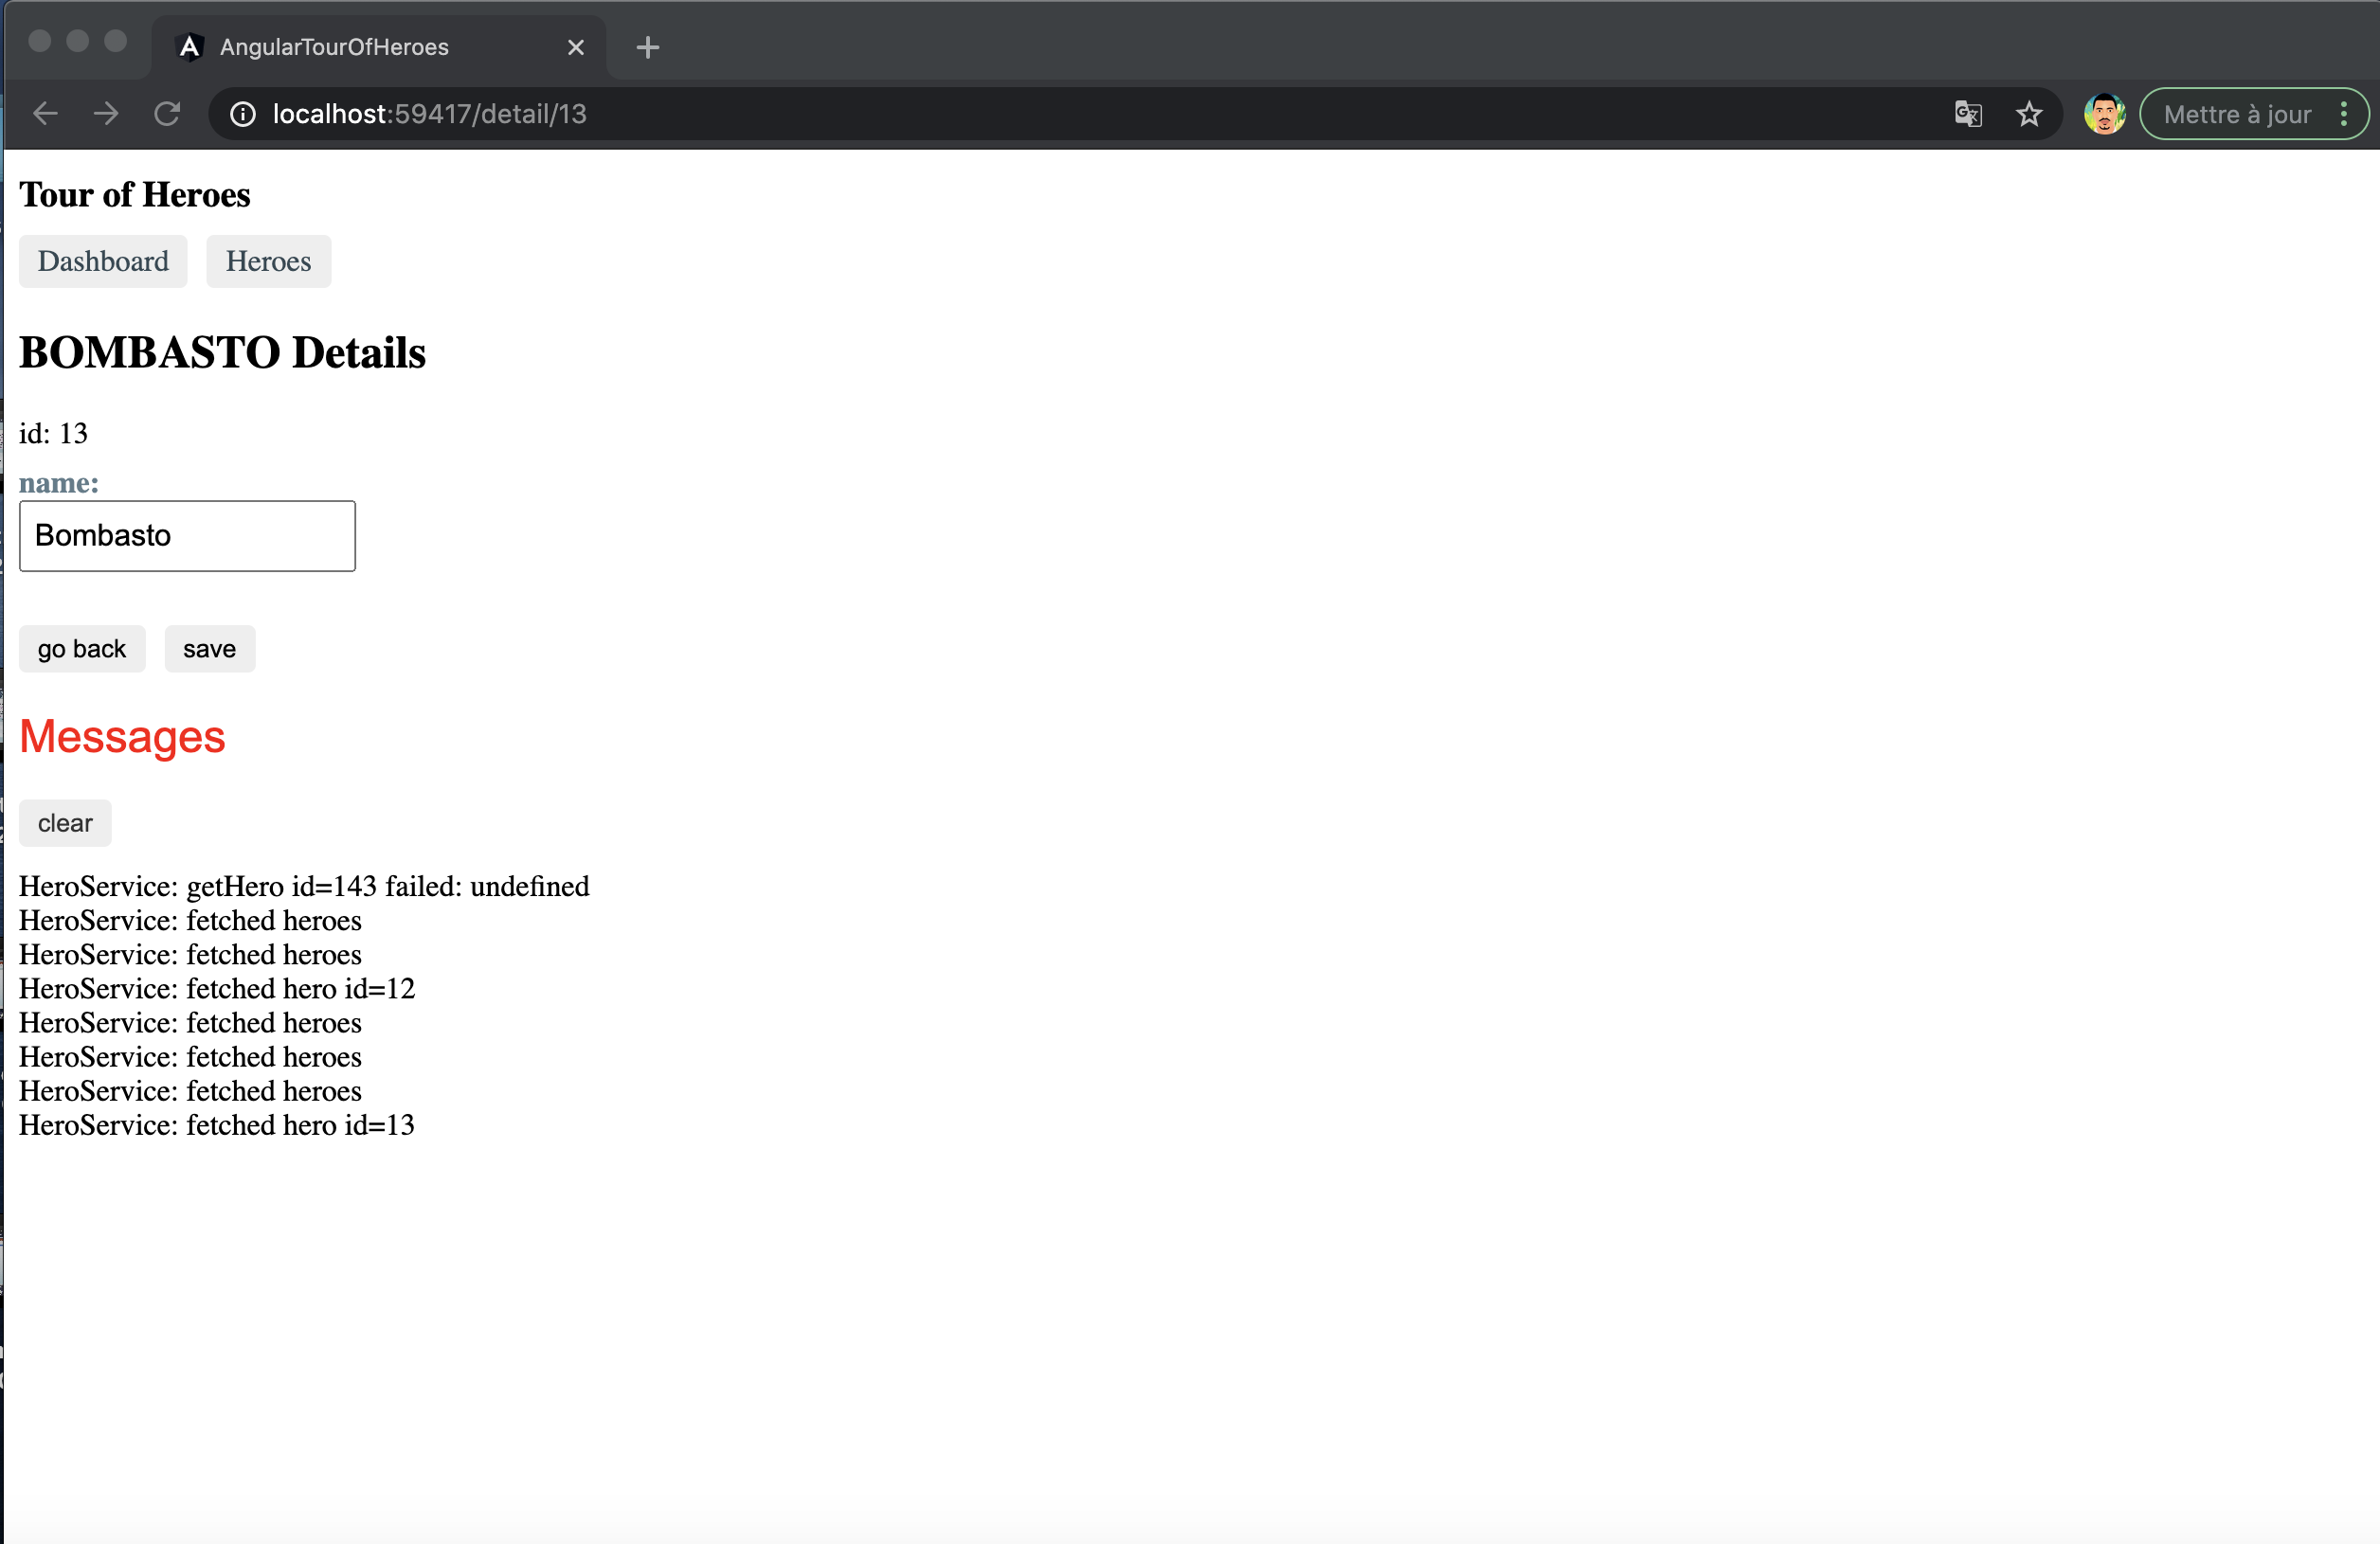 AngularTourOfHeroes
localhost:59417/detail/13
Mettre à jour
Tour of Heroes
Dashboard Heroes
BOMBASTO Details
id: 13
name:
Bombasto
go back save
Messages
clear
HeroService: getHero id=143 failed: undefined
HeroService: fetched heroes
HeroService: fetched heroes
HeroService: fetched hero id=12
HeroService: fetched heroes
HeroService: fetched heroes
HeroService: fetched heroes
HeroService: fetched hero id=13